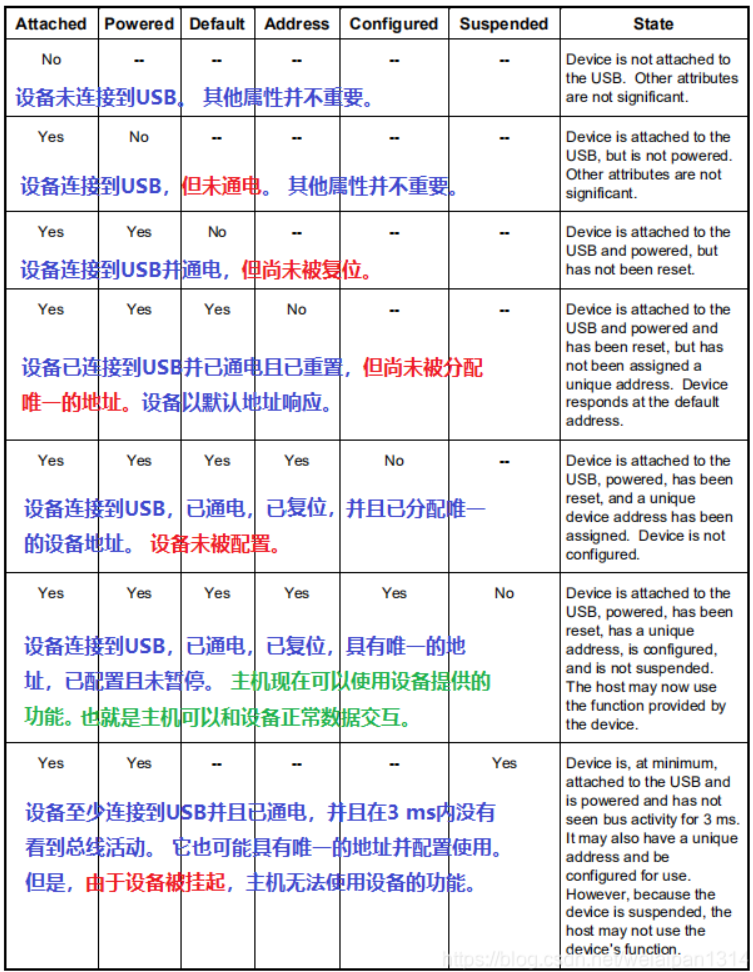 Attached Powered Default Address Configured Suspended State
No -- -- -- -- -- Device is not attached to
the USB. Other attributes
are not significant.
设备未连接到USB。 其他属性并不重要。
Yes No -- -- -- -- Device is attached to the
USB, but is not powered.
Other attributes are not
significant.
设备连接到USB，但未通电。 其他属性并不重要。
Yes Yes No -- -- -- Device is attached to the
USB and powered, but
has not been reset.
设备连接到USB并通电，但尚未被复位。
Yes Yes Yes No -- -- Device is attached to the
USB and powered and
has been reset, but has
not been assigned a
unique address. Device
responds at the default
address.
设备已连接到USB并已通电且已重置，但尚未被分配
唯一的地址。设备以默认地址响应。
Yes Yes Yes Yes No -- Device is attached to the
USB, powered, has been
reset, and a unique
device address has been
assigned. Device is not
configured.
设备连接到USB，已通电，已复位，并且已分配唯一
的设备地址。 设备未被配置。
Yes Yes Yes Yes Yes No Device is attached to the
USB, powered, has been
reset, has a unique
address, is configured,
and is not suspended.
The host may now use
the function provided by
the device.
设备连接到USB，已通电，已复位，具有唯一的地
址，已配置且未暂停。 主机现在可以使用设备提供的
功能。也就是主机可以和设备正常数据交互。
Yes Yes -- -- -- Yes Device is, at minimum,
attached to the USB and
is powered and has not
seen bus activity for 3 ms.
It may also have a unique
address and be
configured for use.
However, because the
device is suspended, the
host may not use the
device's function.
设备至少连接到USB并且已通电，并且在3 ms内没有
看到总线活动。 它也可能具有唯一的地址并配置使用。
但是，由于设备被挂起，主机无法使用设备的功能。